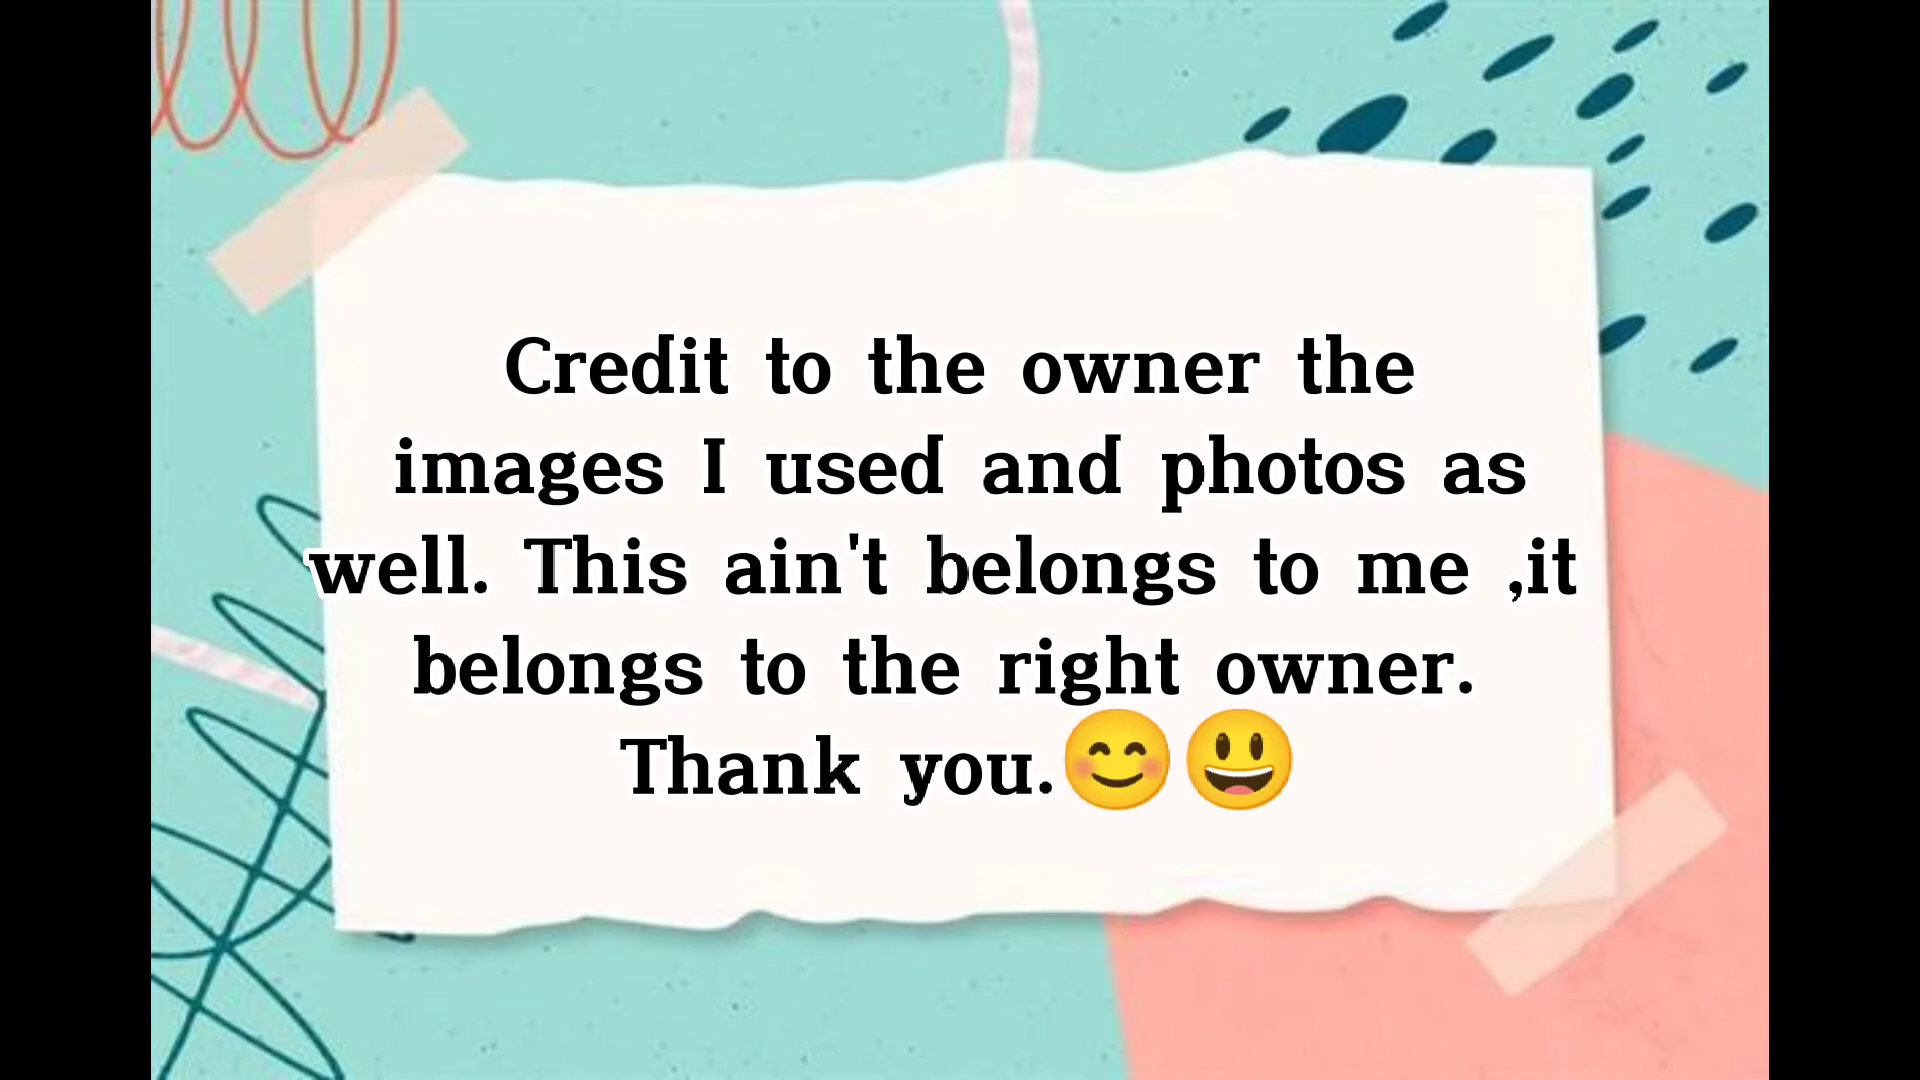 Credit to the owner the
images I used and photos as
well. This ain't belongs to me ,it
belongs to the right owner.
Thank you.😊😃